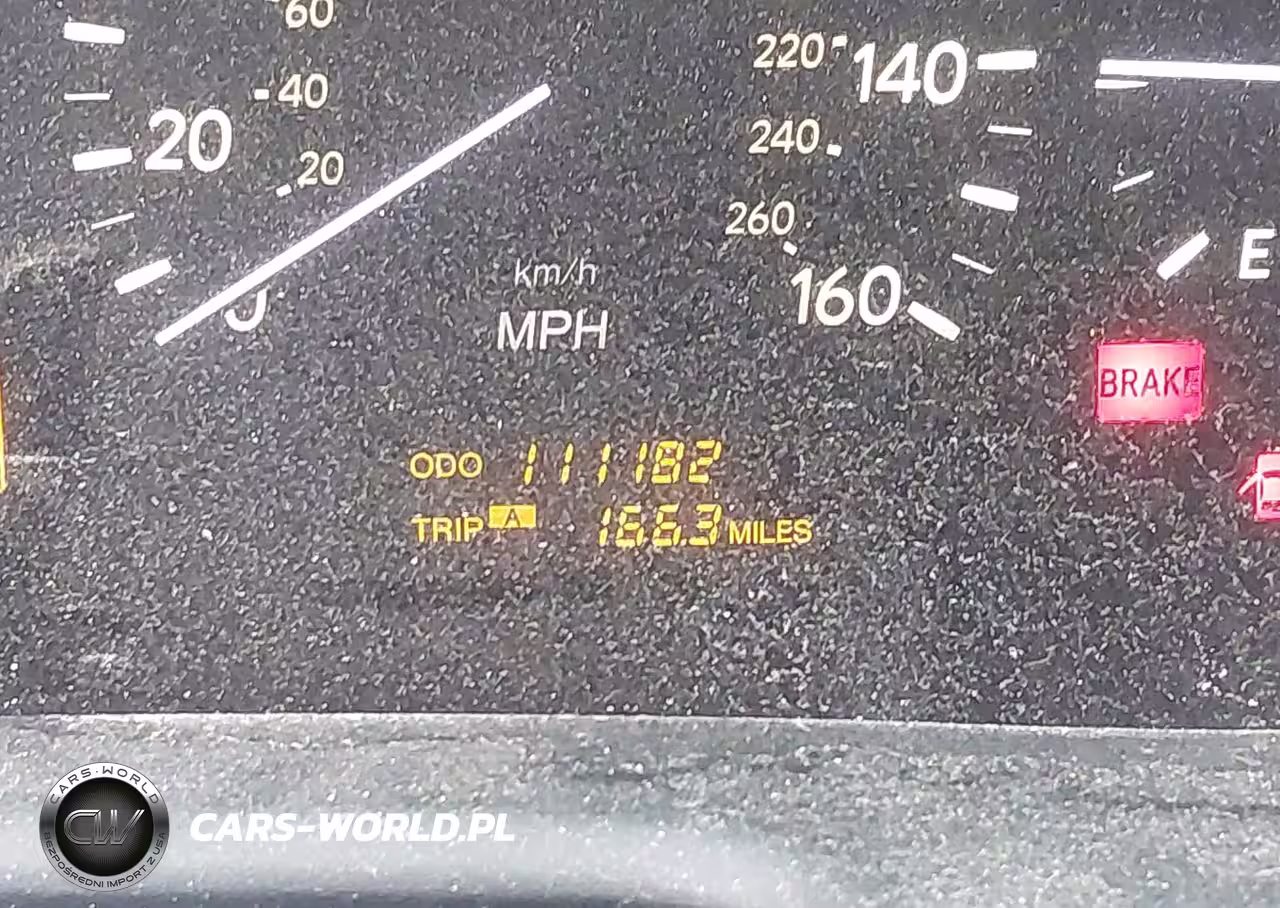 60
40
20
20
0
220
140
240
260
160
km/h
MPH
E
BRAKE
ODO 111182
TRIP A 166.3 MILES
CARS-WORLD
CW
BEZPOŚREDNI IMPORT Z USA
CARS-WORLD.PL